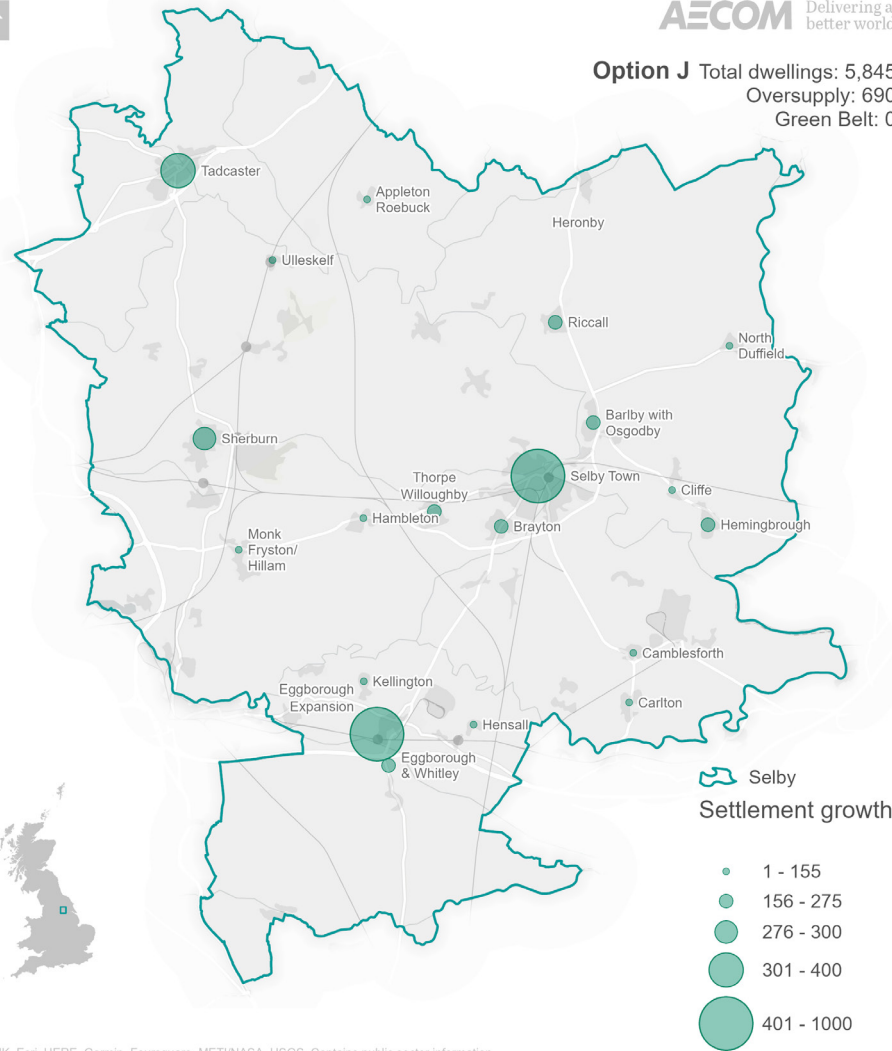 AECOM Delivering a
better world
Option J Total dwellings: 5,845
Oversupply: 690
Green Belt: 0
Tadcaster
Appleton
Roebuck
Heronby
Ulleskelf
Riccall
North
Duffield
Barlby with
Osgodby
Sherburn
Thorpe
Willoughby
Selby Town
Cliffe
Hambleton
Brayton
Hemingbrough
Monk
Fryston/
Hillam
Camblesforth
Kellington
Eggborough
Expansion
Carlton
Hensall
Eggborough
& Whitley
Selby
Settlement growth
1 - 155
156 - 275
276 - 300
301 - 400
401 - 1000